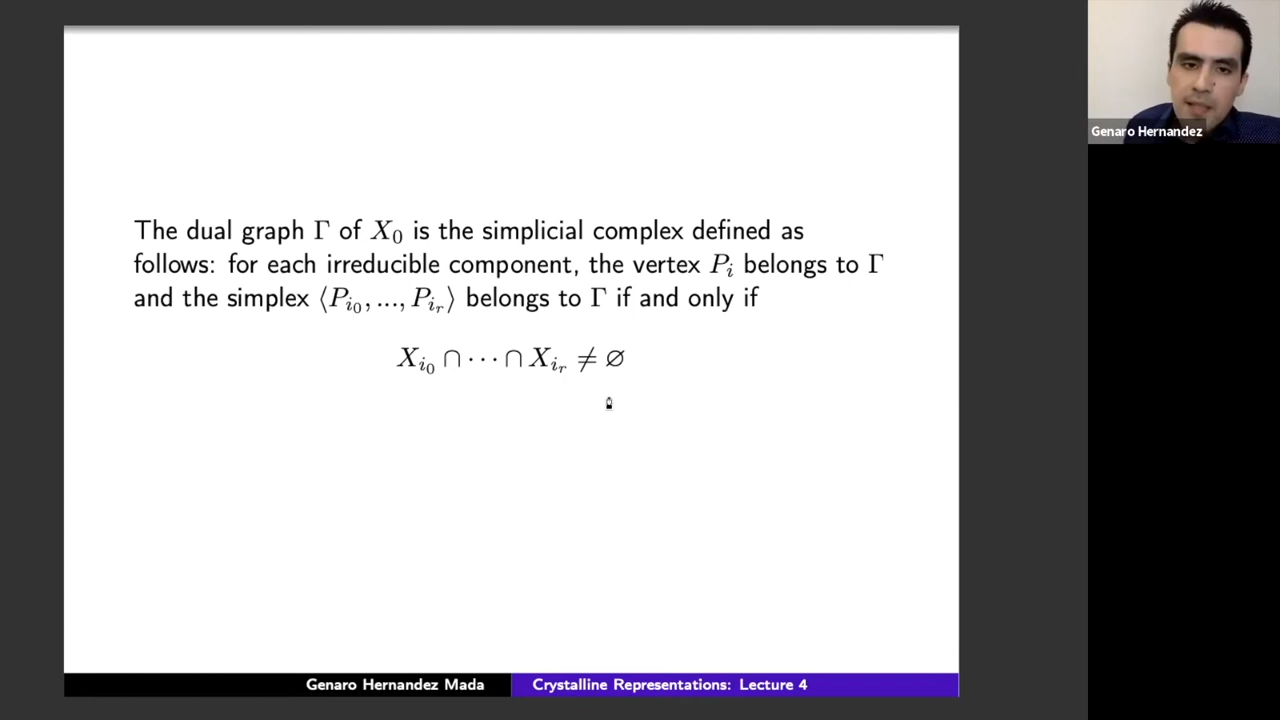 The dual graph Γ of X₀ is the simplicial complex defined as
follows: for each irreducible component, the vertex Pᵢ belongs to Γ
and the simplex ⟨P_{i_0}, ..., P_{i_r}⟩ belongs to Γ if and only if
X_{i_0} ∩ ⋯ ∩ X_{i_r} ≠ ∅
Genaro Hernandez Mada
Crystalline Representations: Lecture 4
Genaro Hernandez